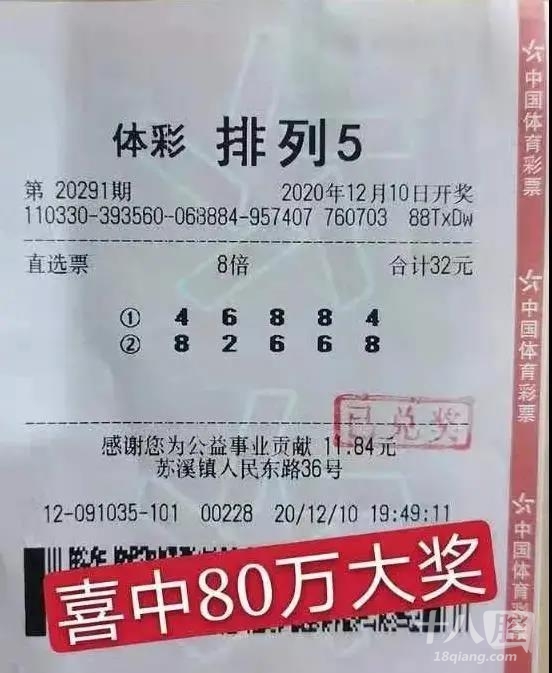 体彩 排列5
第 20291期 2020年12月10日开奖
110330-393560-068884-957407 760703 88TxDw
直选票 8倍 合计32元
① 4 6 8 8 4
② 8 2 6 6 8
已兑奖
感谢您为公益事业贡献 11.84元
苏溪镇人民东路36号
12-091035-101 00228 20/12/10 19:49:11
喜中80万大奖
中国体育彩票
中国体育彩票
中国体育彩票
十八腔
18qiang.com